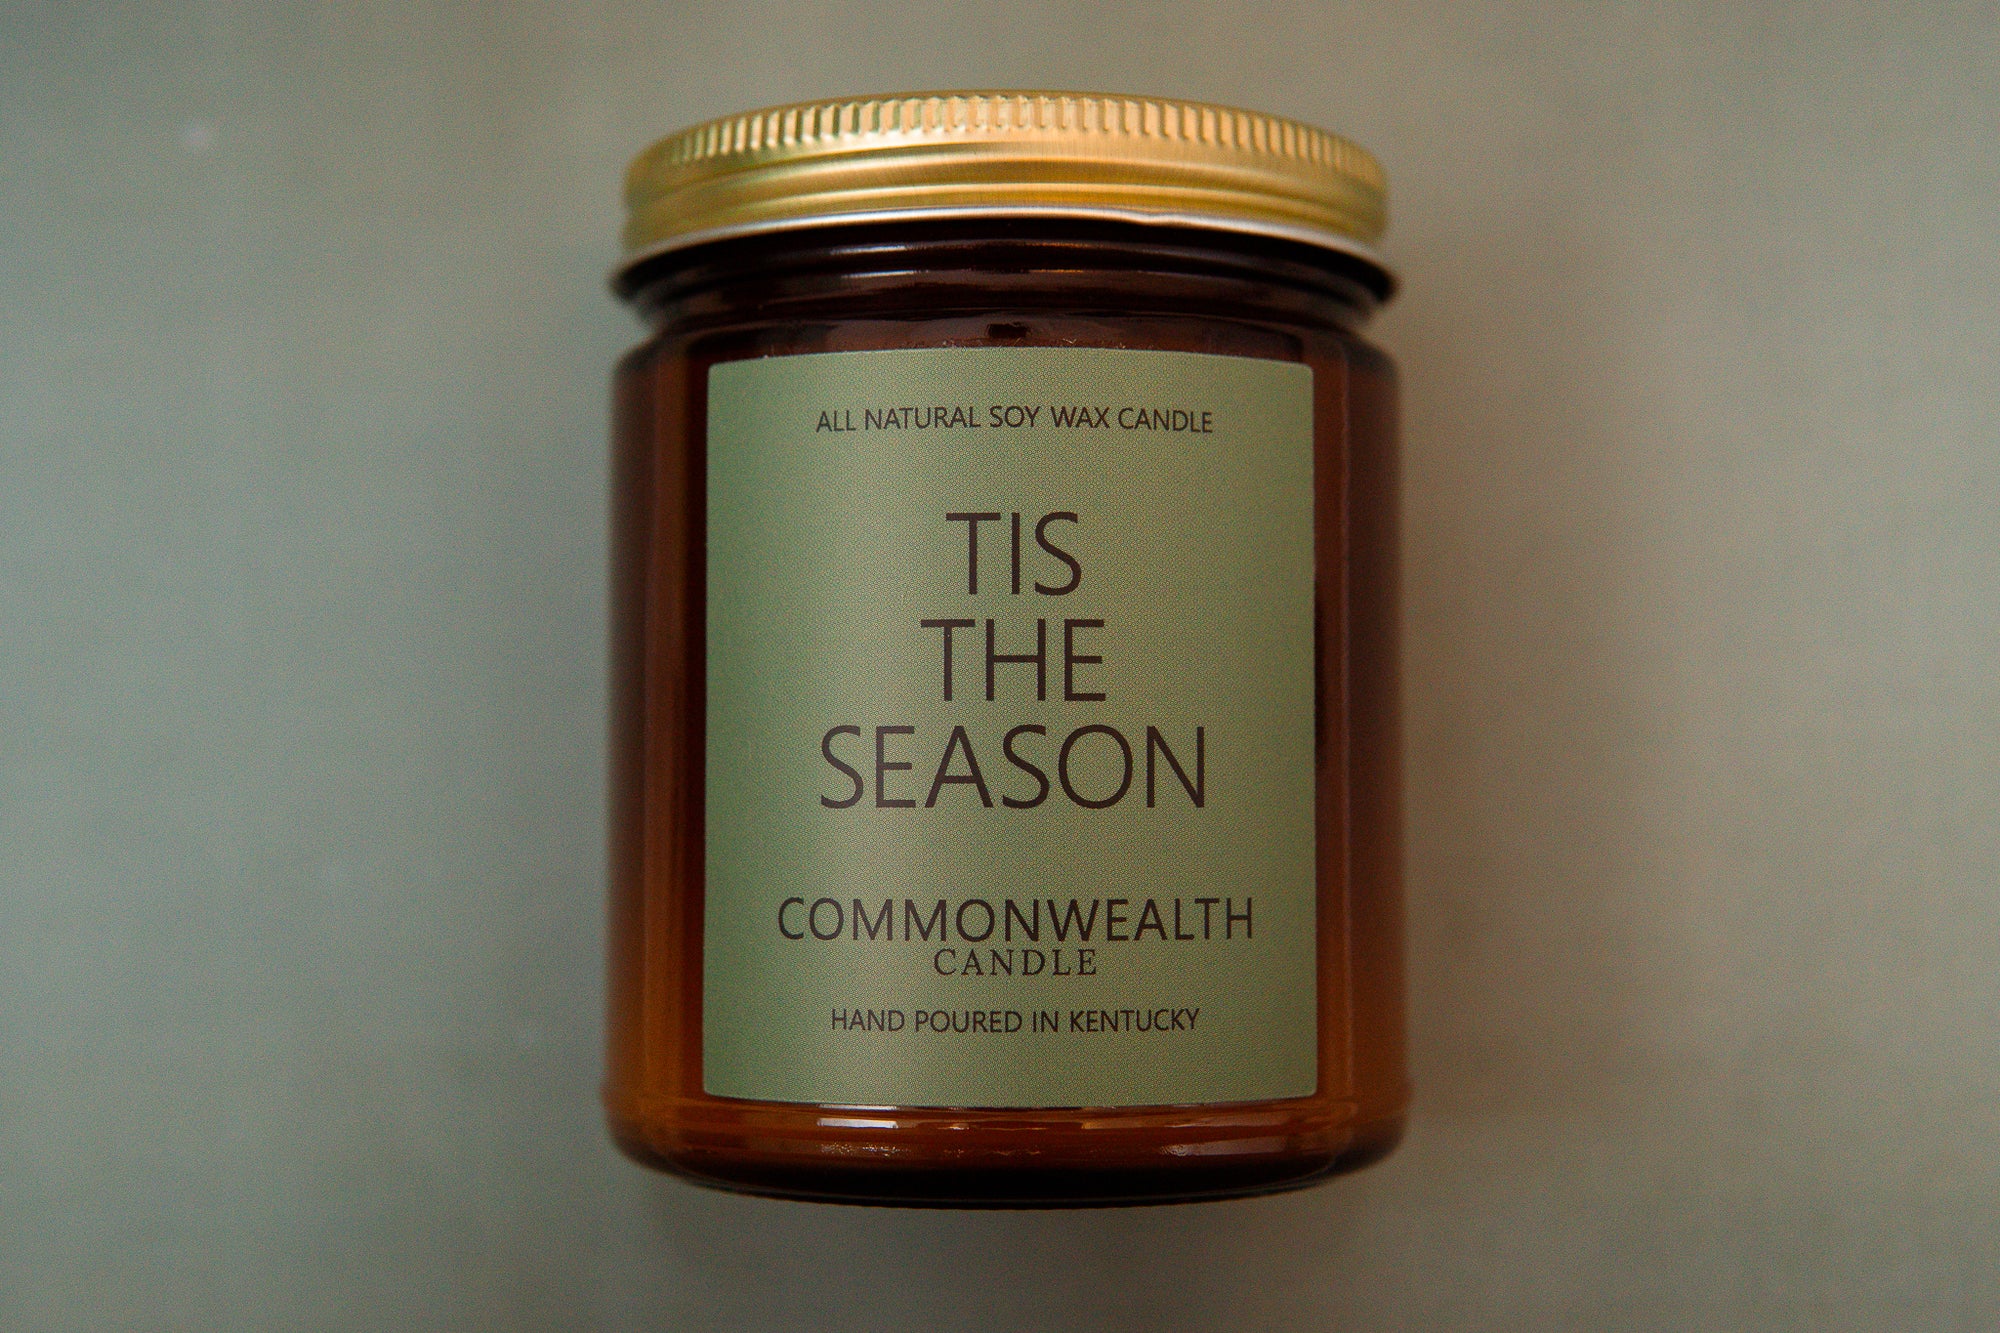 ALL NATURAL SOY WAX CANDLE
TIS
THE
SEASON
COMMONWEALTH
CANDLE
HAND POURED IN KENTUCKY